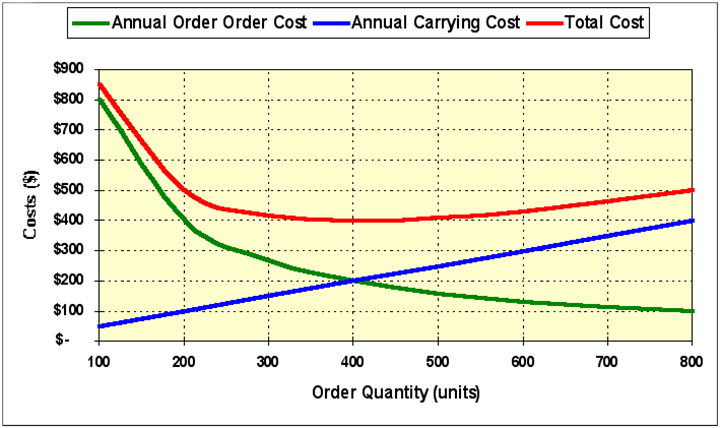 Annual Order Order Cost Annual Carrying Cost Total Cost
$900
$800
$700
$600
$500
$400
$300
$200
$100
$-
Costs ($)
100 200 300 400 500 600 700 800
Order Quantity (units)